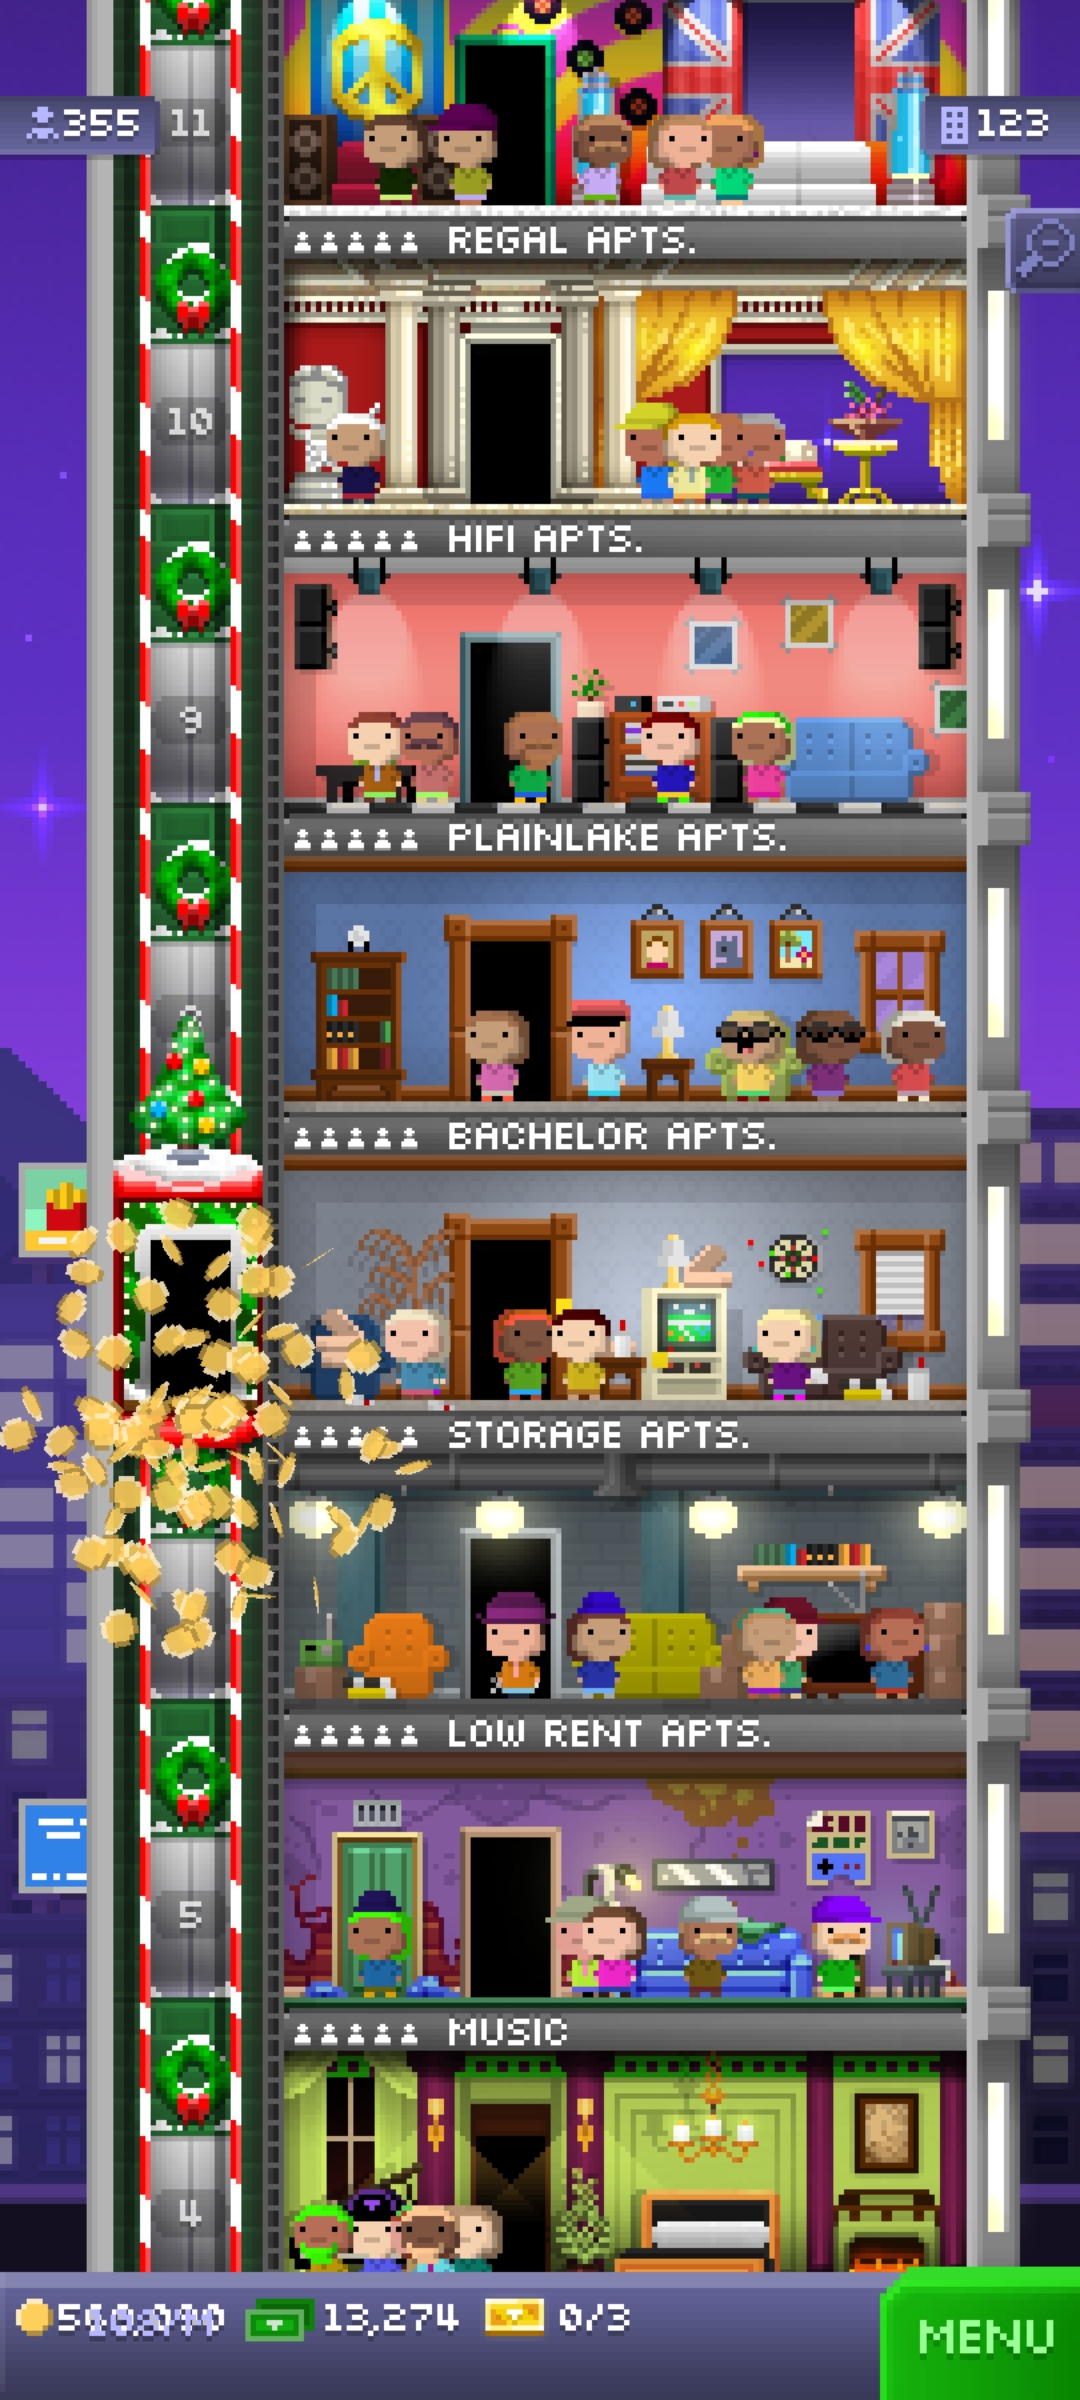 355
11
123
REGAL APTS.
10
HIFI APTS.
9
PLAINLAKE APTS.
BACHELOR APTS.
STORAGE APTS.
LOW RENT APTS.
5
MUSIC
4
13,274
0/3
MENU